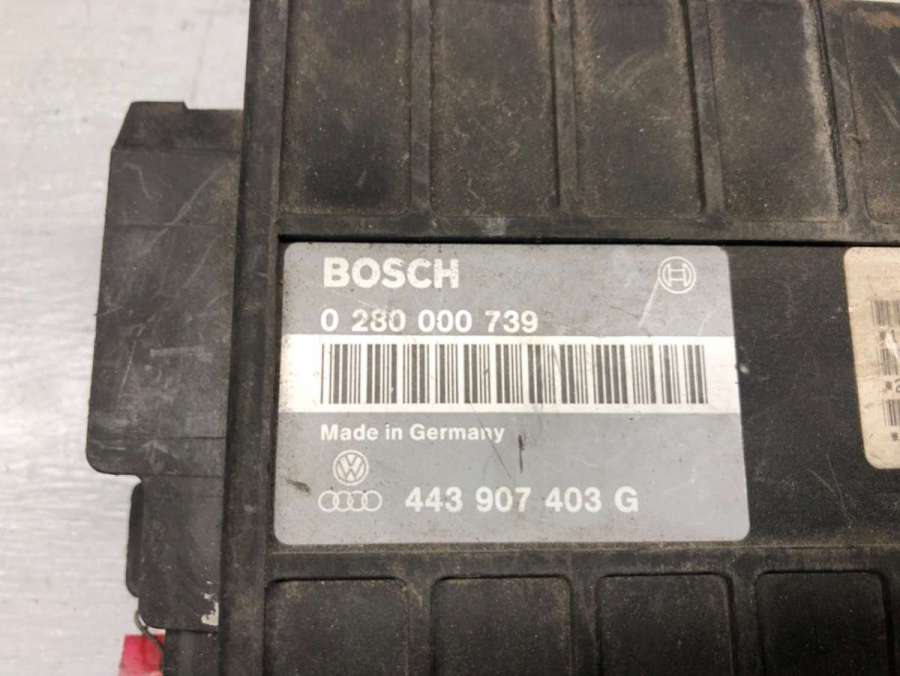 BOSCH
0 280 000 739
Made in Germany
443 907 403 G